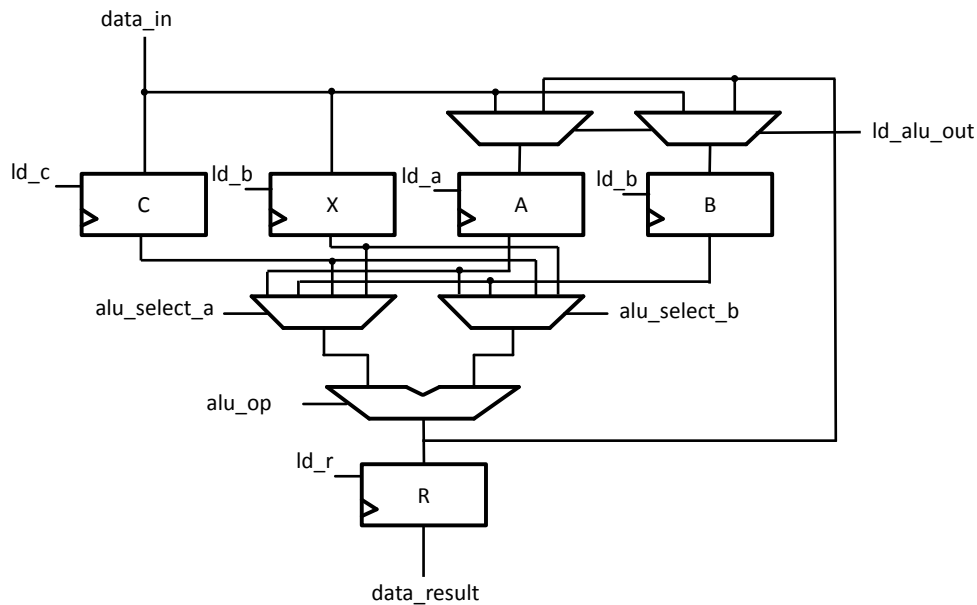 data_in
ld_alu_out
ld_c
ld_b
ld_a
ld_b
C
X
A
B
alu_select_a
alu_select_b
alu_op
ld_r
R
data_result